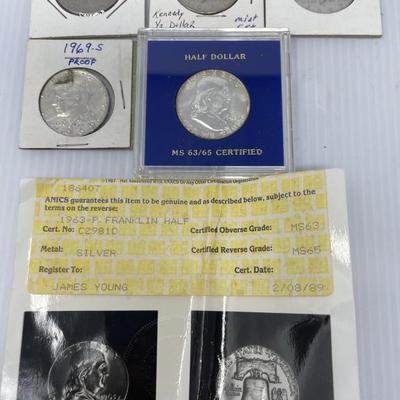 Kennedy
½ Dollar
mint
1969-S
PROOF
HALF DOLLAR
MS 63/65 CERTIFIED
186407
ANICS guarantees this item to be genuine and as described below, subject to the
terms on the reverse:
1963-P FRANKLIN HALF
Cert. No: C2981D Certified Obverse Grade: MS63
Metal: SILVER Certified Reverse Grade: MS65
Register To: Cert. Date:
JAMES YOUNG 2/08/89